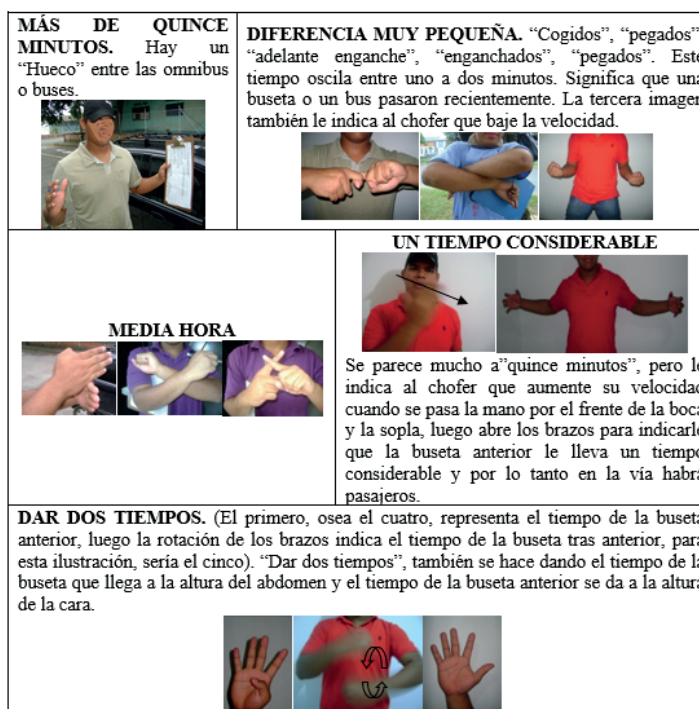 MÁS DE QUINCE
MINUTOS. Hay un
“Hueco” entre las omnibus
o buses.
DIFERENCIA MUY PEQUEÑA. “Cogidos”, “pegados”
“adelante enganche”, “enganchados”, “pegados”. Este
tiempo oscila entre uno a dos minutos. Significa que una
buseta o un bus pasaron recientemente. La tercera imagen
también le indica al chofer que baje la velocidad.
MEDIA HORA
UN TIEMPO CONSIDERABLE
Se parece mucho a”quince minutos”, pero le
indica al chofer que aumente su velocidad
cuando se pasa la mano por el frente de la boca
y la sopla, luego abre los brazos para indicarle
que la buseta anterior le lleva un tiempo
considerable y por lo tanto en la vía habrá
pasajeros.
DAR DOS TIEMPOS. (El primero, osea el cuatro, representa el tiempo de la buseta
anterior, luego la rotación de los brazos indica el tiempo de la buseta tras anterior, para
esta ilustración, sería el cinco). “Dar dos tiempos”, también se hace dando el tiempo de la
buseta que llega a la altura del abdomen y el tiempo de la buseta anterior se da a la altura
de la cara.